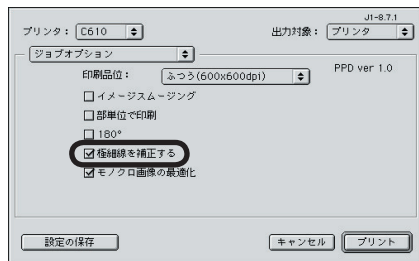 J1-8.7.1
プリンタ： C610 出力対象： プリンタ
ジョブオプション
印刷品位： ふつう(600x600dpi) PPD ver 1.0
イメージスムージング
部単位で印刷
180°
極細線を補正する
モノクロ画像の最適化
設定の保存 キャンセル プリント